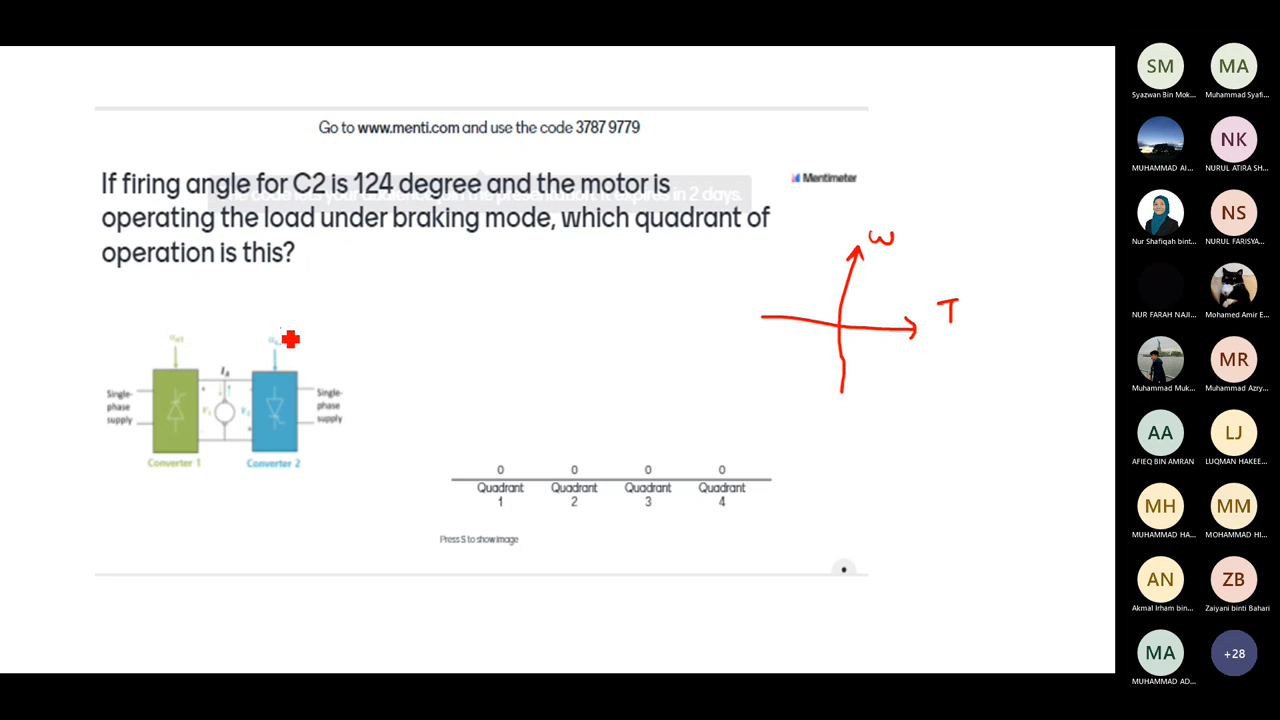 Go to www.menti.com and use the code 3787 9779
Mentimeter
If firing angle for C2 is 124 degree and the motor is
operating the load under braking mode, which quadrant of
operation is this?
ω
T
Single-
phase
supply
Single-
phase
supply
Converter 1
Converter 2
0
0
0
0
Quadrant
1
Quadrant
2
Quadrant
3
Quadrant
4
Press S to show image
SM
Syazwan Bin Mok...
MA
Muhammad Syafi...
MUHAMMAD AI...
NK
NURUL ATIRA SH...
Nur Shafiqah bint...
NS
NURUL FARISYA...
NUR FARAH NAJI...
Mohamed Amir E...
Muhammad Muk...
MR
Muhammad Azry...
AA
AFIEQ BIN AMRAN
LJ
LUQMAN HAKEE...
MH
MUHAMMAD HA...
MM
MOHAMMAD HI...
AN
Akmal Irham bin...
ZB
Zaiyani binti Bahari
MA
MUHAMMAD AD...
+28